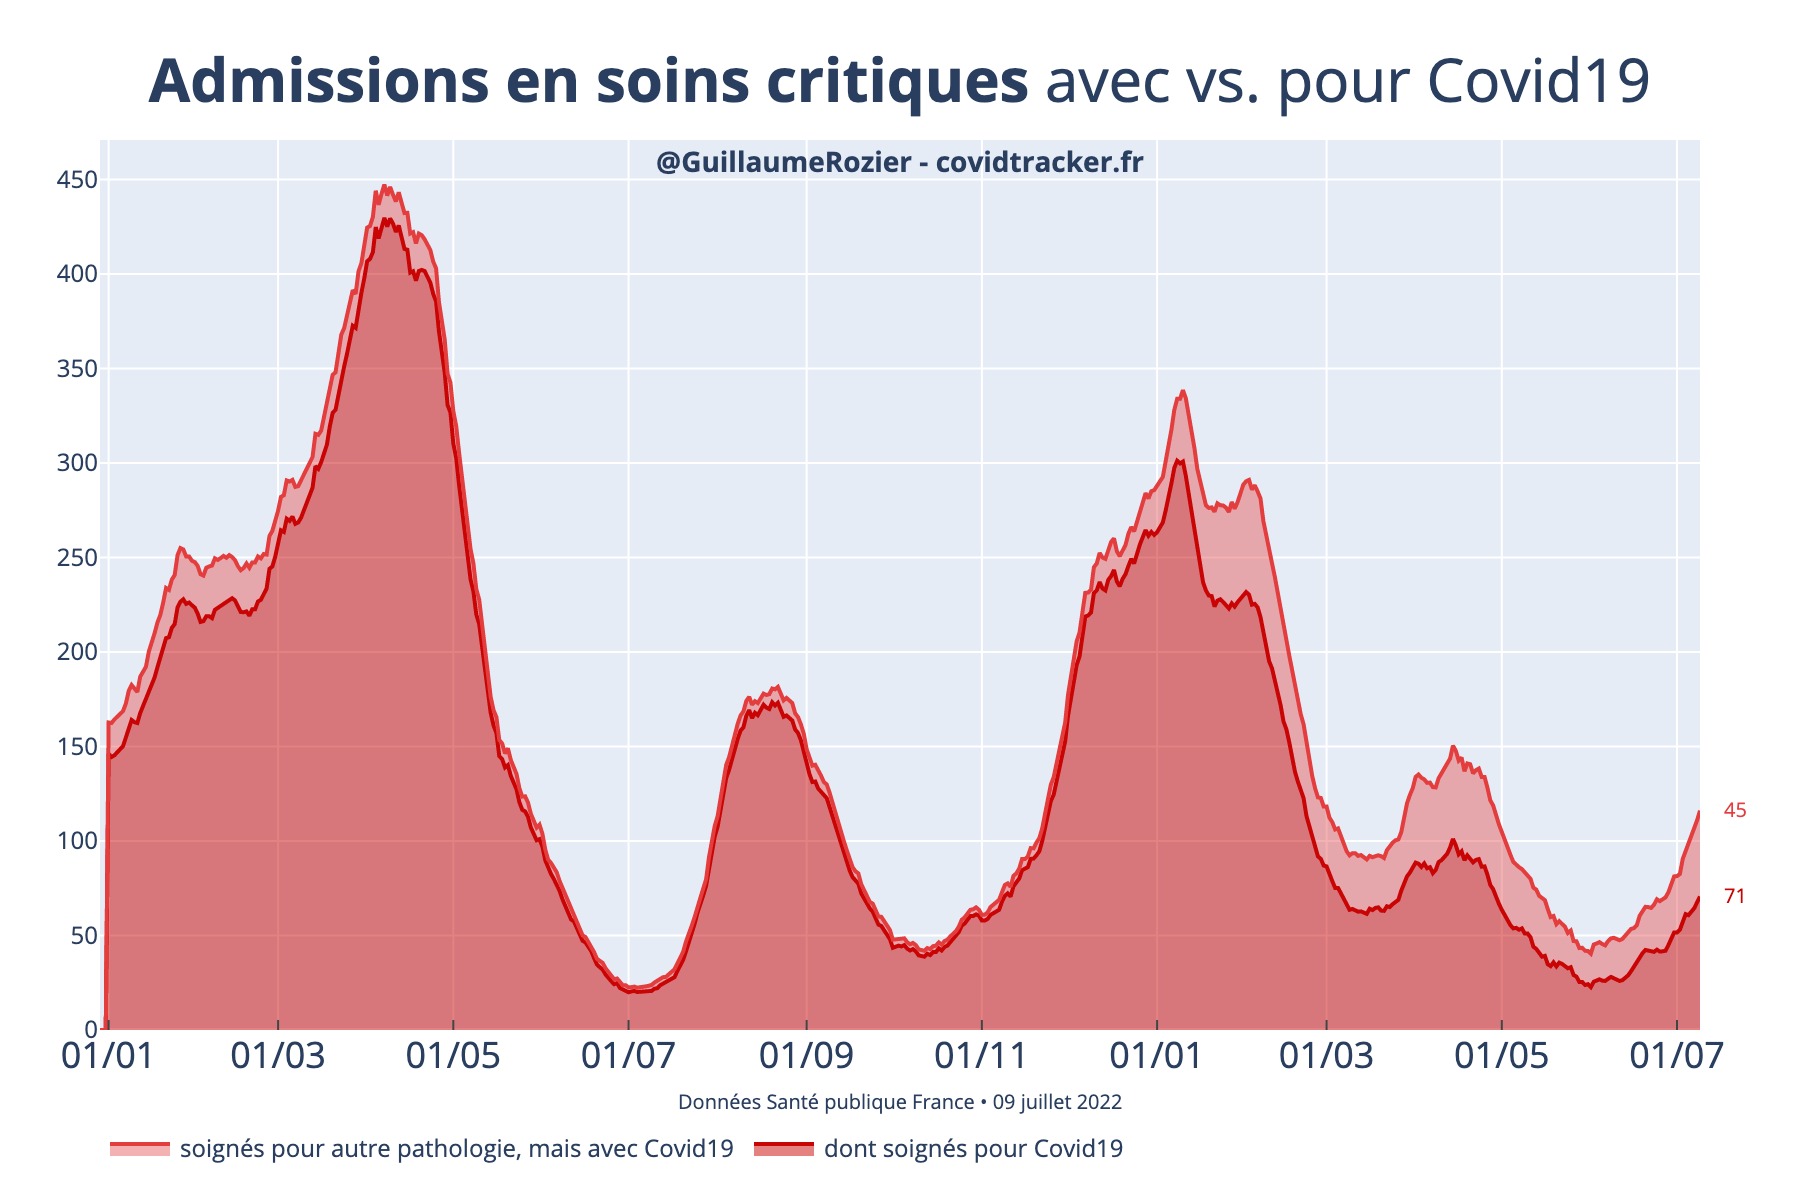 Admissions en soins critiques avec vs. pour Covid19
@GuillaumeRozier - covidtracker.fr
450
400
350
300
250
200
150
100
50
0
45
71
01/01 01/03 01/05 01/07 01/09 01/11 01/01 01/03 01/05 01/07
Données Santé publique France • 09 juillet 2022
soignés pour autre pathologie, mais avec Covid19 dont soignés pour Covid19